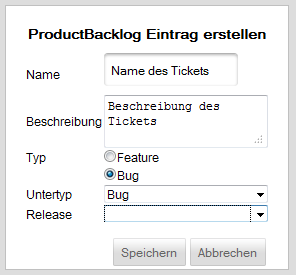 ProductBacklog Eintrag erstellen
Name
Name des Tickets
Beschreibung
Beschreibung des
Tickets
Typ
Feature
Bug
Untertyp
Bug
Release
Speichern
Abbrechen